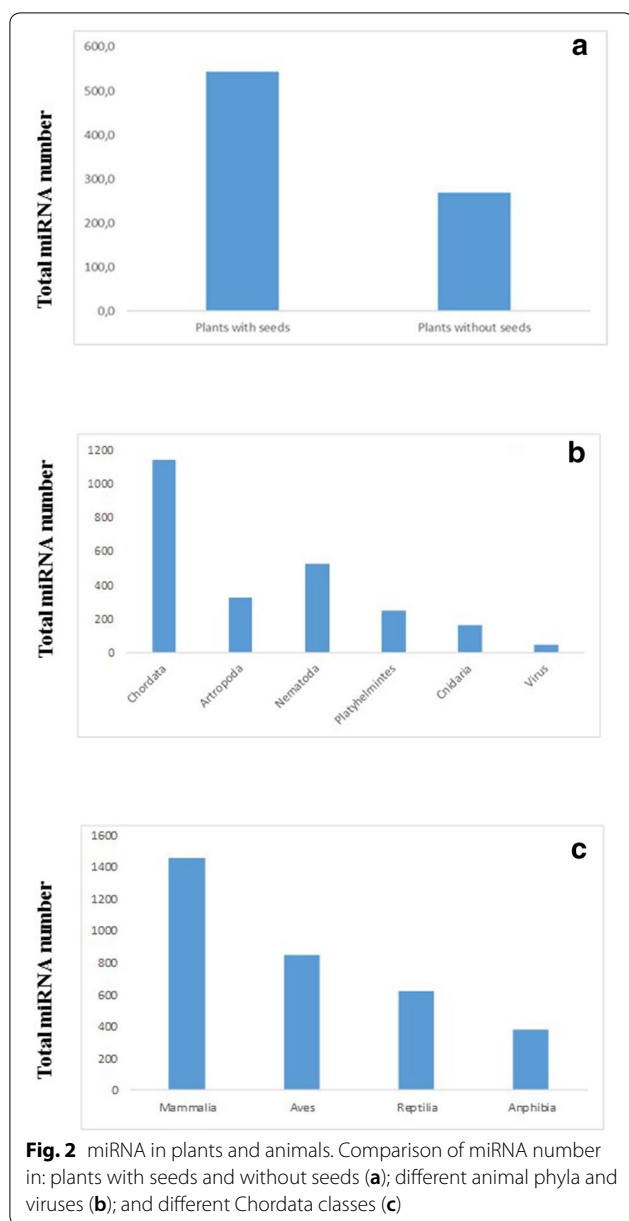 a
600,0
500,0
400,0
300,0
200,0
100,0
0,0
Total miRNA number
Plants with seeds Plants without seeds
b
1200
1000
800
600
400
200
0
Total miRNA number
Chordata Artropoda Nematoda Platyhelmintes Cnidaria Virus
c
1600
1400
1200
1000
800
600
400
200
0
Total miRNA number
Mammalia Aves Reptilia Anphibia
Fig. 2 miRNA in plants and animals. Comparison of miRNA number
in: plants with seeds and without seeds (a); different animal phyla and
viruses (b); and different Chordata classes (c)